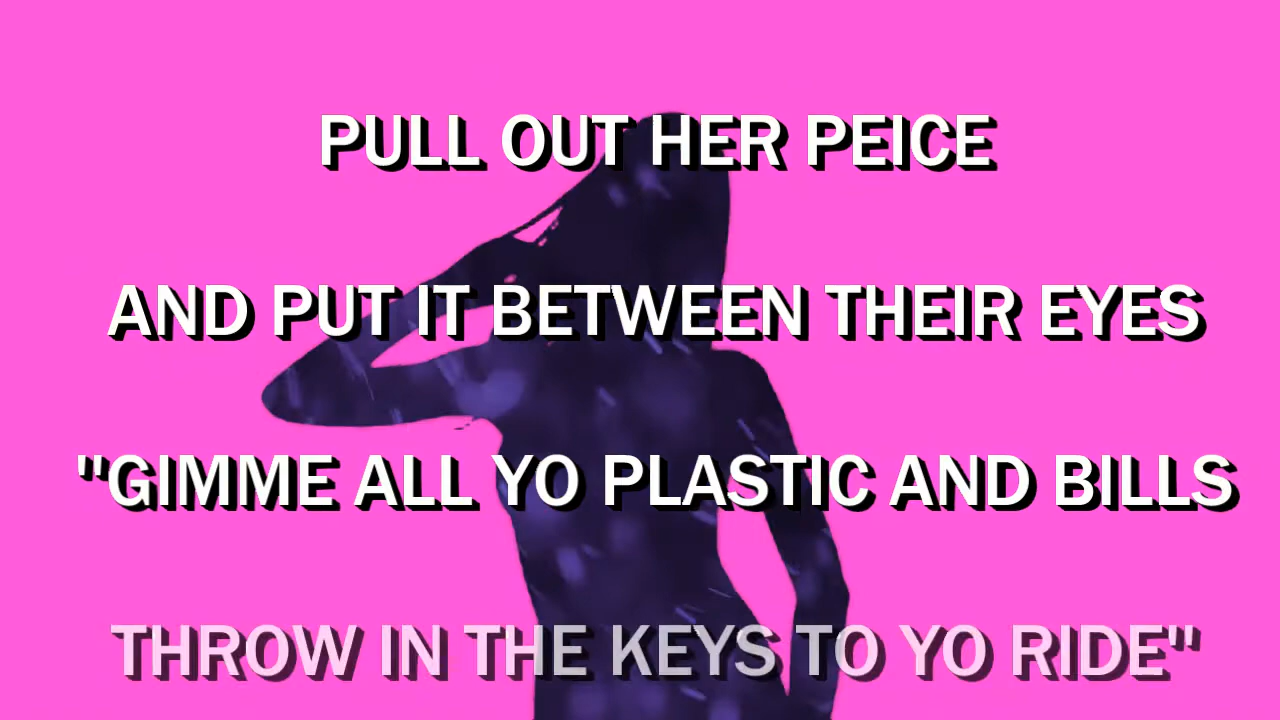 PULL OUT HER PEICE
AND PUT IT BETWEEN THEIR EYES
"GIMME ALL YO PLASTIC AND BILLS
THROW IN THE KEYS TO YO RIDE"